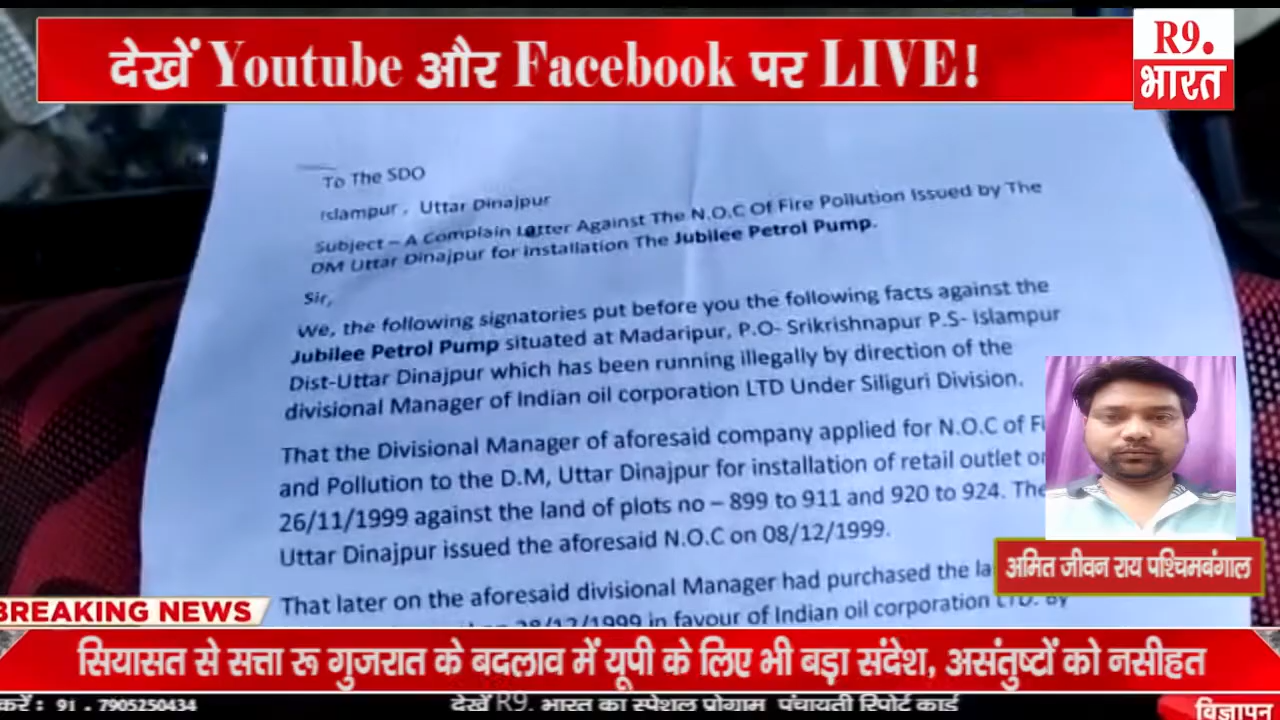 देखें Youtube और Facebook पर LIVE!
R9.
भारत
To The SDO
Islampur, Uttar Dinajpur
Subject – A Complain Letter Against The N.O.C Of Fire Pollution Issued by The
DM Uttar Dinajpur for installation The Jubilee Petrol Pump.
Sir,
We, the following signatories put before you the following facts against the
Jubilee Petrol Pump situated at Madaripur, P.O- Srikrishnapur P.S- Islampur
Dist-Uttar Dinajpur which has been running illegally by direction of the
divisional Manager of Indian oil corporation LTD Under Siliguri Division.
That the Divisional Manager of aforesaid company applied for N.O.C of
and Pollution to the D.M, Uttar Dinajpur for installation of retail outlet
26/11/1999 against the land of plots no – 899 to 911 and 920 to 924.
Uttar Dinajpur issued the aforesaid N.O.C on 08/12/1999.
That later on the aforesaid divisional Manager had purchased the
28/12/1999 in favour of Indian oil corporation LTD. By
अमित जीवन राय पश्चिमबंगाल
BREAKING NEWS
सियासत से सत्ता रू गुजरात के बदलाव में यूपी के लिए भी बड़ा संदेश, असंतुष्टों को नसीहत
करें : 91 . 7905250434
देखें R9. भारत का स्पेशल प्रोग्राम पंचायती रिपोर्ट कार्ड
विज्ञापन